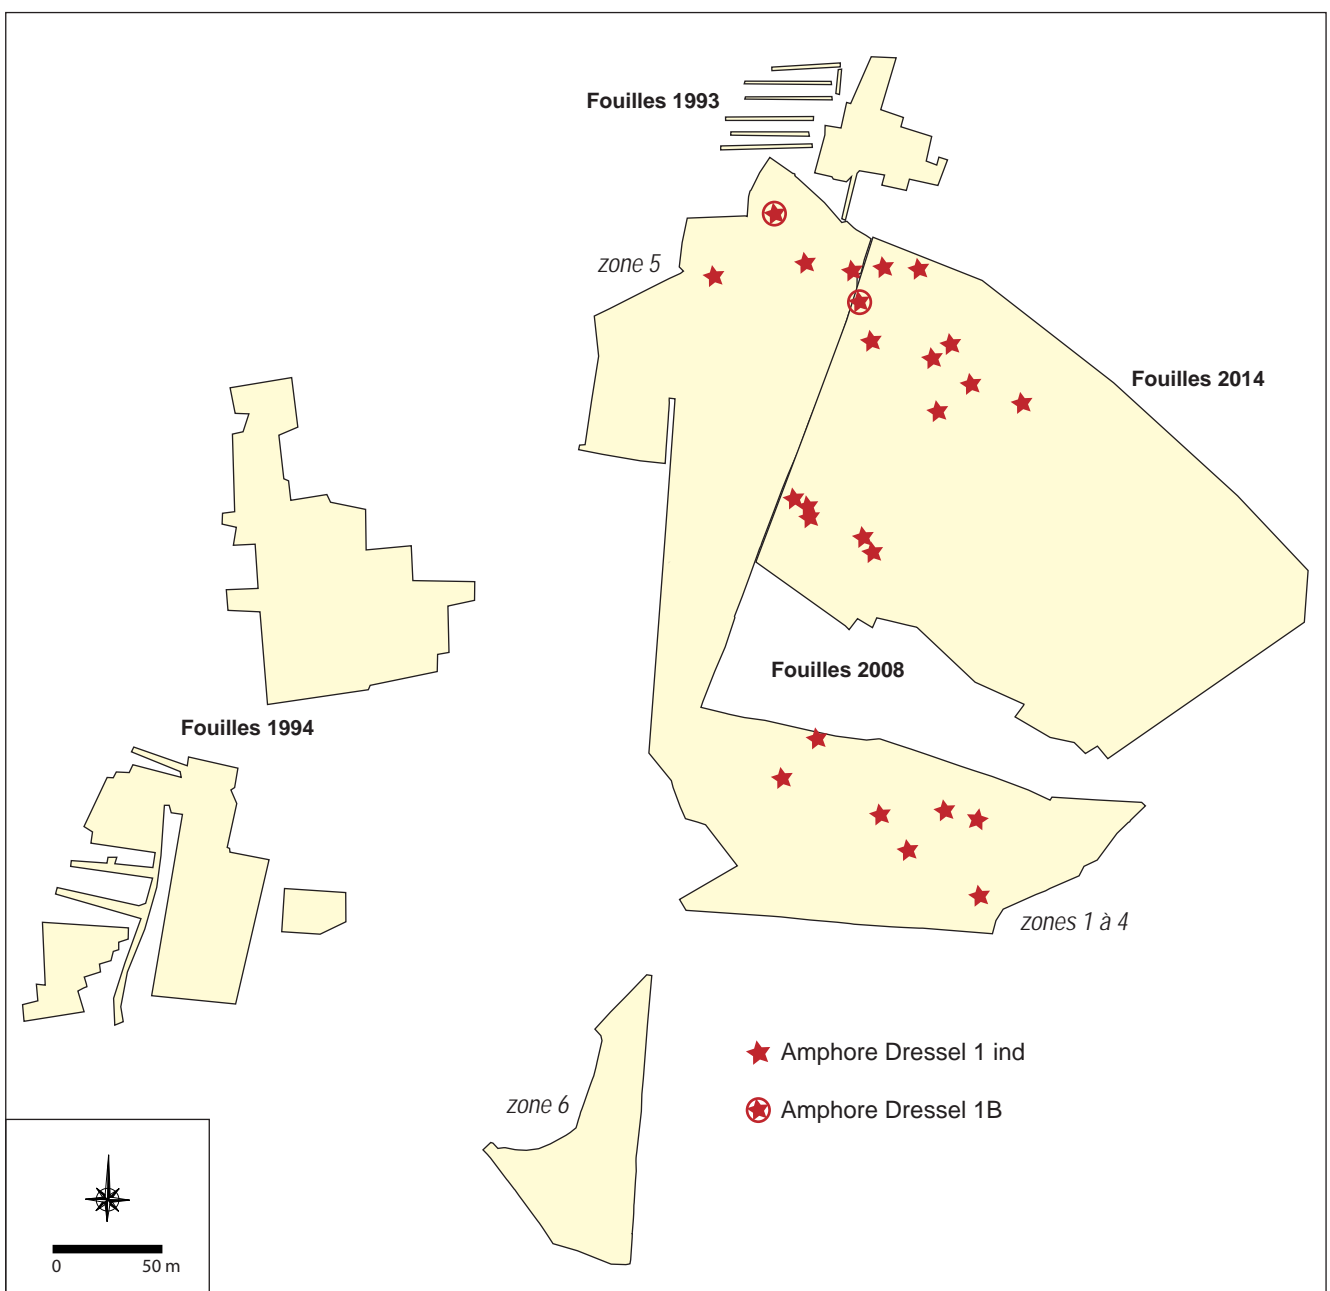 Fouilles 1993
zone 5
Fouilles 2014
Fouilles 2008
Fouilles 1994
zones 1 à 4
Amphore Dressel 1 ind
zone 6
Amphore Dressel 1B
0 50 m